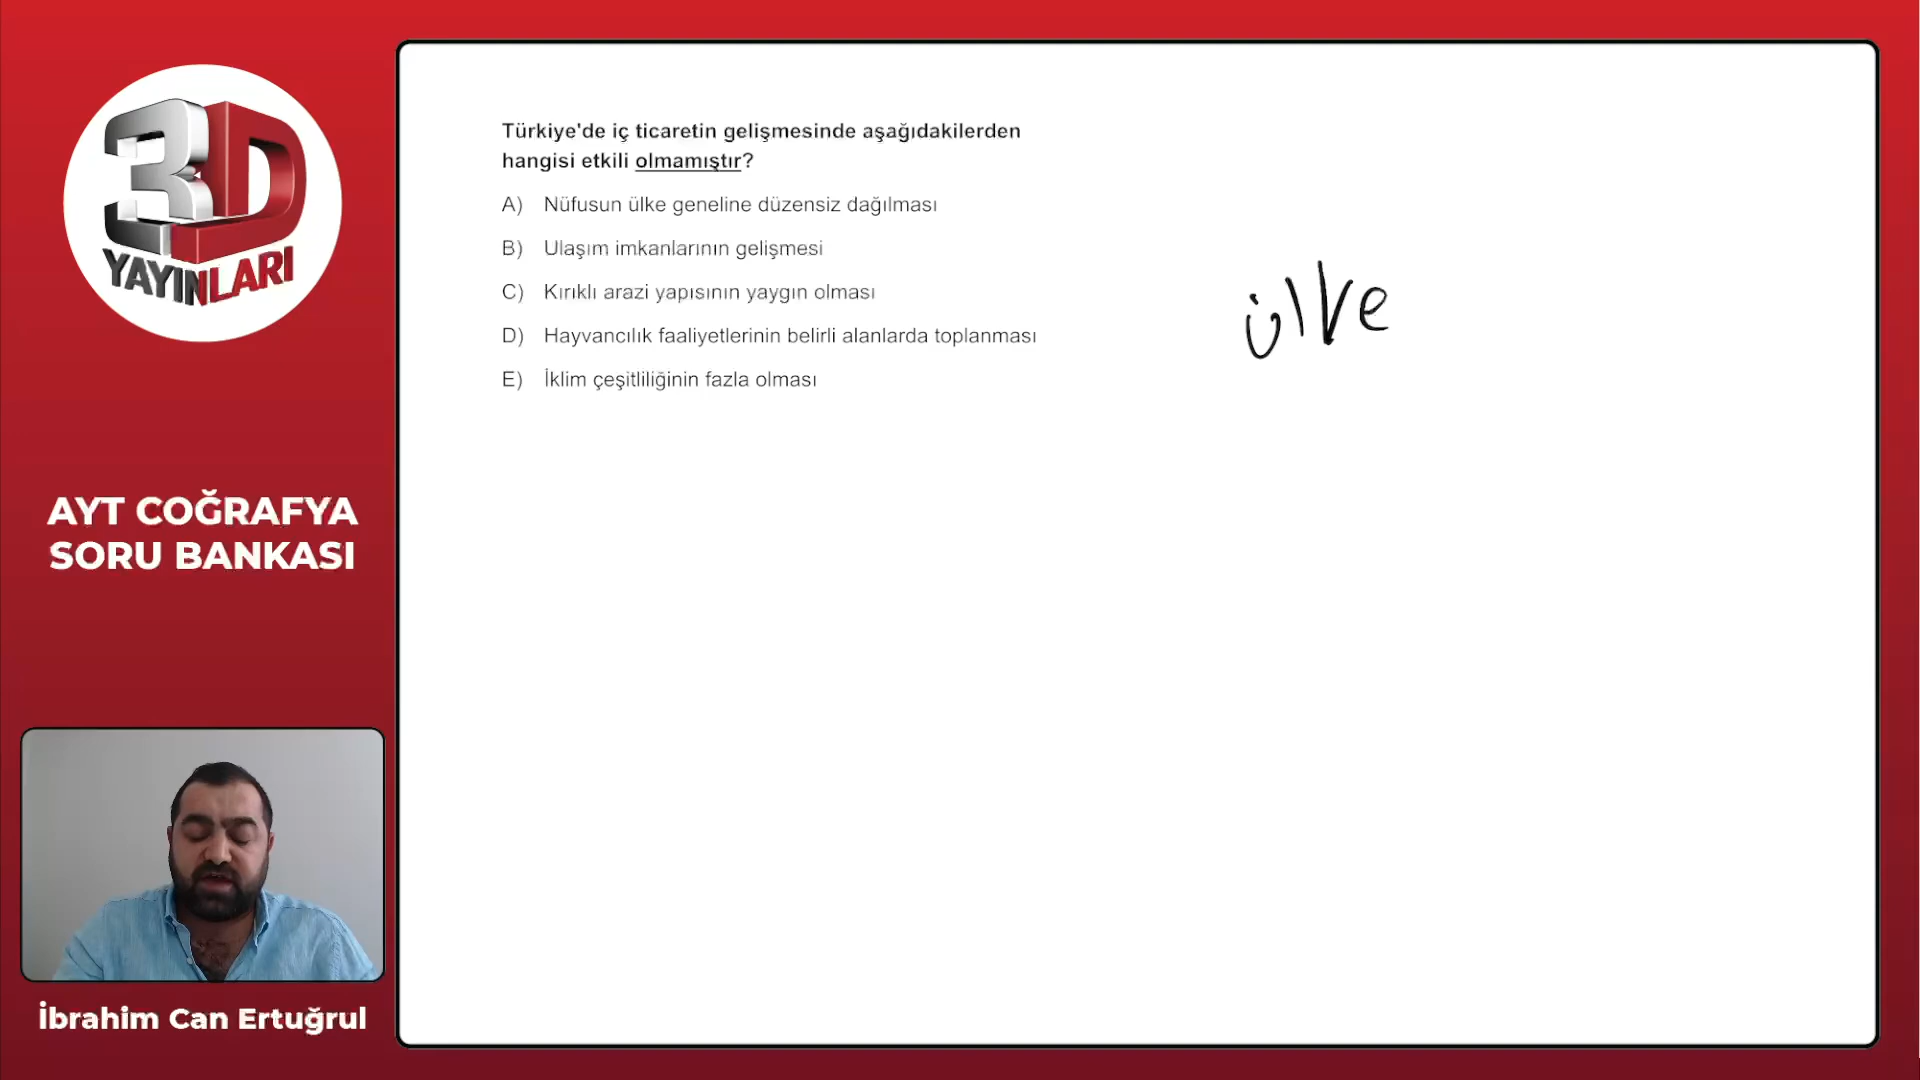 3D
YAYINLARI
AYT COĞRAFYA
SORU BANKASI
İbrahim Can Ertuğrul
Türkiye'de iç ticaretin gelişmesinde aşağıdakilerden
hangisi etkili olmamıştır?
A) Nüfusun ülke geneline düzensiz dağılması
B) Ulaşım imkanlarının gelişmesi
C) Kırıklı arazi yapısının yaygın olması
D) Hayvancılık faaliyetlerinin belirli alanlarda toplanması
E) İklim çeşitliliğinin fazla olması
ülke